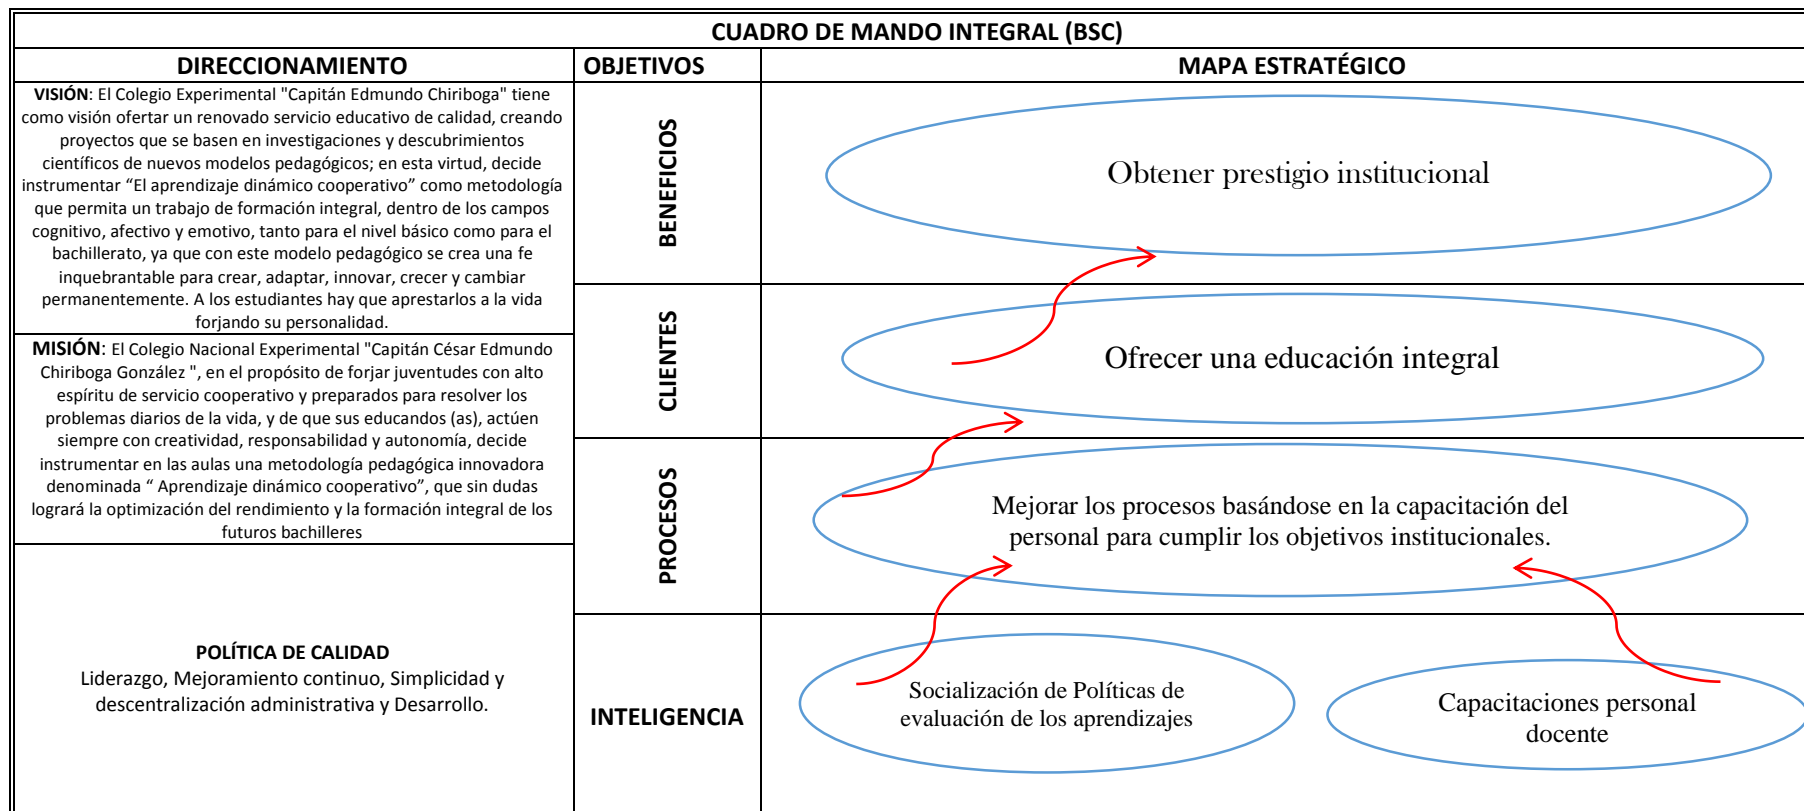 CUADRO DE MANDO INTEGRAL (BSC)
DIRECCIONAMIENTO
OBJETIVOS
MAPA ESTRATÉGICO
VISIÓN: El Colegio Experimental "Capitán Edmundo Chiriboga" tiene
como visión ofertar un renovado servicio educativo de calidad, creando
proyectos que se basen en investigaciones y descubrimientos
científicos de nuevos modelos pedagógicos; en esta virtud, decide
instrumentar “El aprendizaje dinámico cooperativo” como metodología
que permita un trabajo de formación integral, dentro de los campos
cognitivo, afectivo y emotivo, tanto para el nivel básico como para el
bachillerato, ya que con este modelo pedagógico se crea una fe
inquebrantable para crear, adaptar, innovar, crecer y cambiar
permanentemente. A los estudiantes hay que aprestarlos a la vida
forjando su personalidad.
MISIÓN: El Colegio Nacional Experimental "Capitán César Edmundo
Chiriboga González ", en el propósito de forjar juventudes con alto
espíritu de servicio cooperativo y preparados para resolver los
problemas diarios de la vida, y de que sus educandos (as), actúen
siempre con creatividad, responsabilidad y autonomía, decide
instrumentar en las aulas una metodología pedagógica innovadora
denominada “ Aprendizaje dinámico cooperativo”, que sin dudas
logrará la optimización del rendimiento y la formación integral de los
futuros bachilleres
POLÍTICA DE CALIDAD
Liderazgo, Mejoramiento continuo, Simplicidad y
descentralización administrativa y Desarrollo.
BENEFICIOS
Obtener prestigio institucional
CLIENTES
Ofrecer una educación integral
PROCESOS
Mejorar los procesos basándose en la capacitación del
personal para cumplir los objetivos institucionales.
INTELIGENCIA
Socialización de Políticas de
evaluación de los aprendizajes
Capacitaciones personal
docente